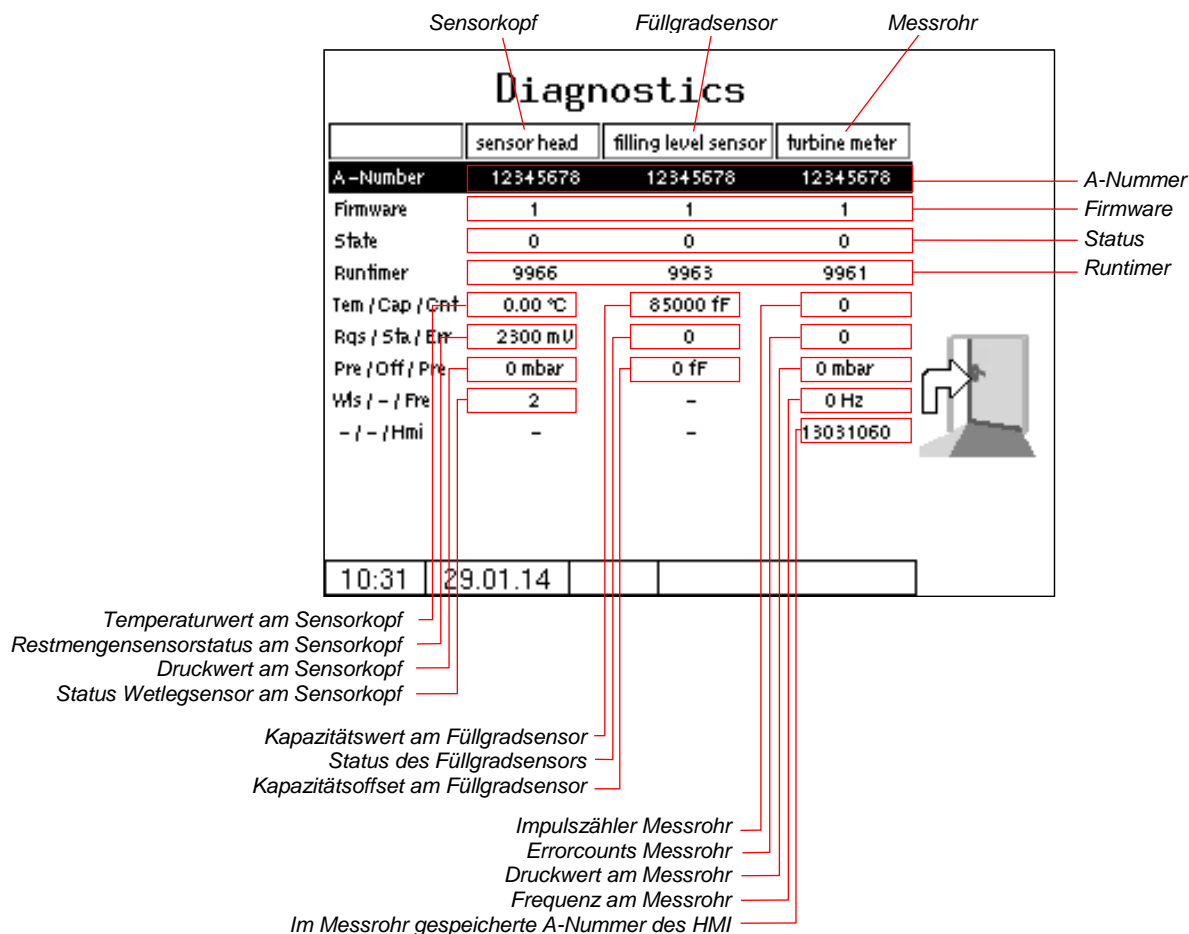 Sensorkopf Füllgradsensor Messrohr
Diagnostics
sensor head filling level sensor turbine meter
A-Number 12345678 12345678 12345678 A-Nummer
Firmware 1 1 1 Firmware
State 0 0 0 Status
Runtimer 9966 9963 9961 Runtimer
Tem / Cap / Cnt 0.00 °C 85000 fF 0
Rqs / Sta / Err 2300 mV 0 0
Pre / Off / Pre 0 mbar 0 fF 0 mbar
Wls / - / Fre 2 - 0 Hz
- / - / Hmi - - 13031060
10:31 29.01.14
Temperaturwert am Sensorkopf
Restmengensensorstatus am Sensorkopf
Druckwert am Sensorkopf
Status Wetlegsensor am Sensorkopf
Kapazitätswert am Füllgradsensor
Status des Füllgradsensors
Kapazitätsoffset am Füllgradsensor
Impulszähler Messrohr
Errorcounts Messrohr
Druckwert am Messrohr
Frequenz am Messrohr
Im Messrohr gespeicherte A-Nummer des HMI